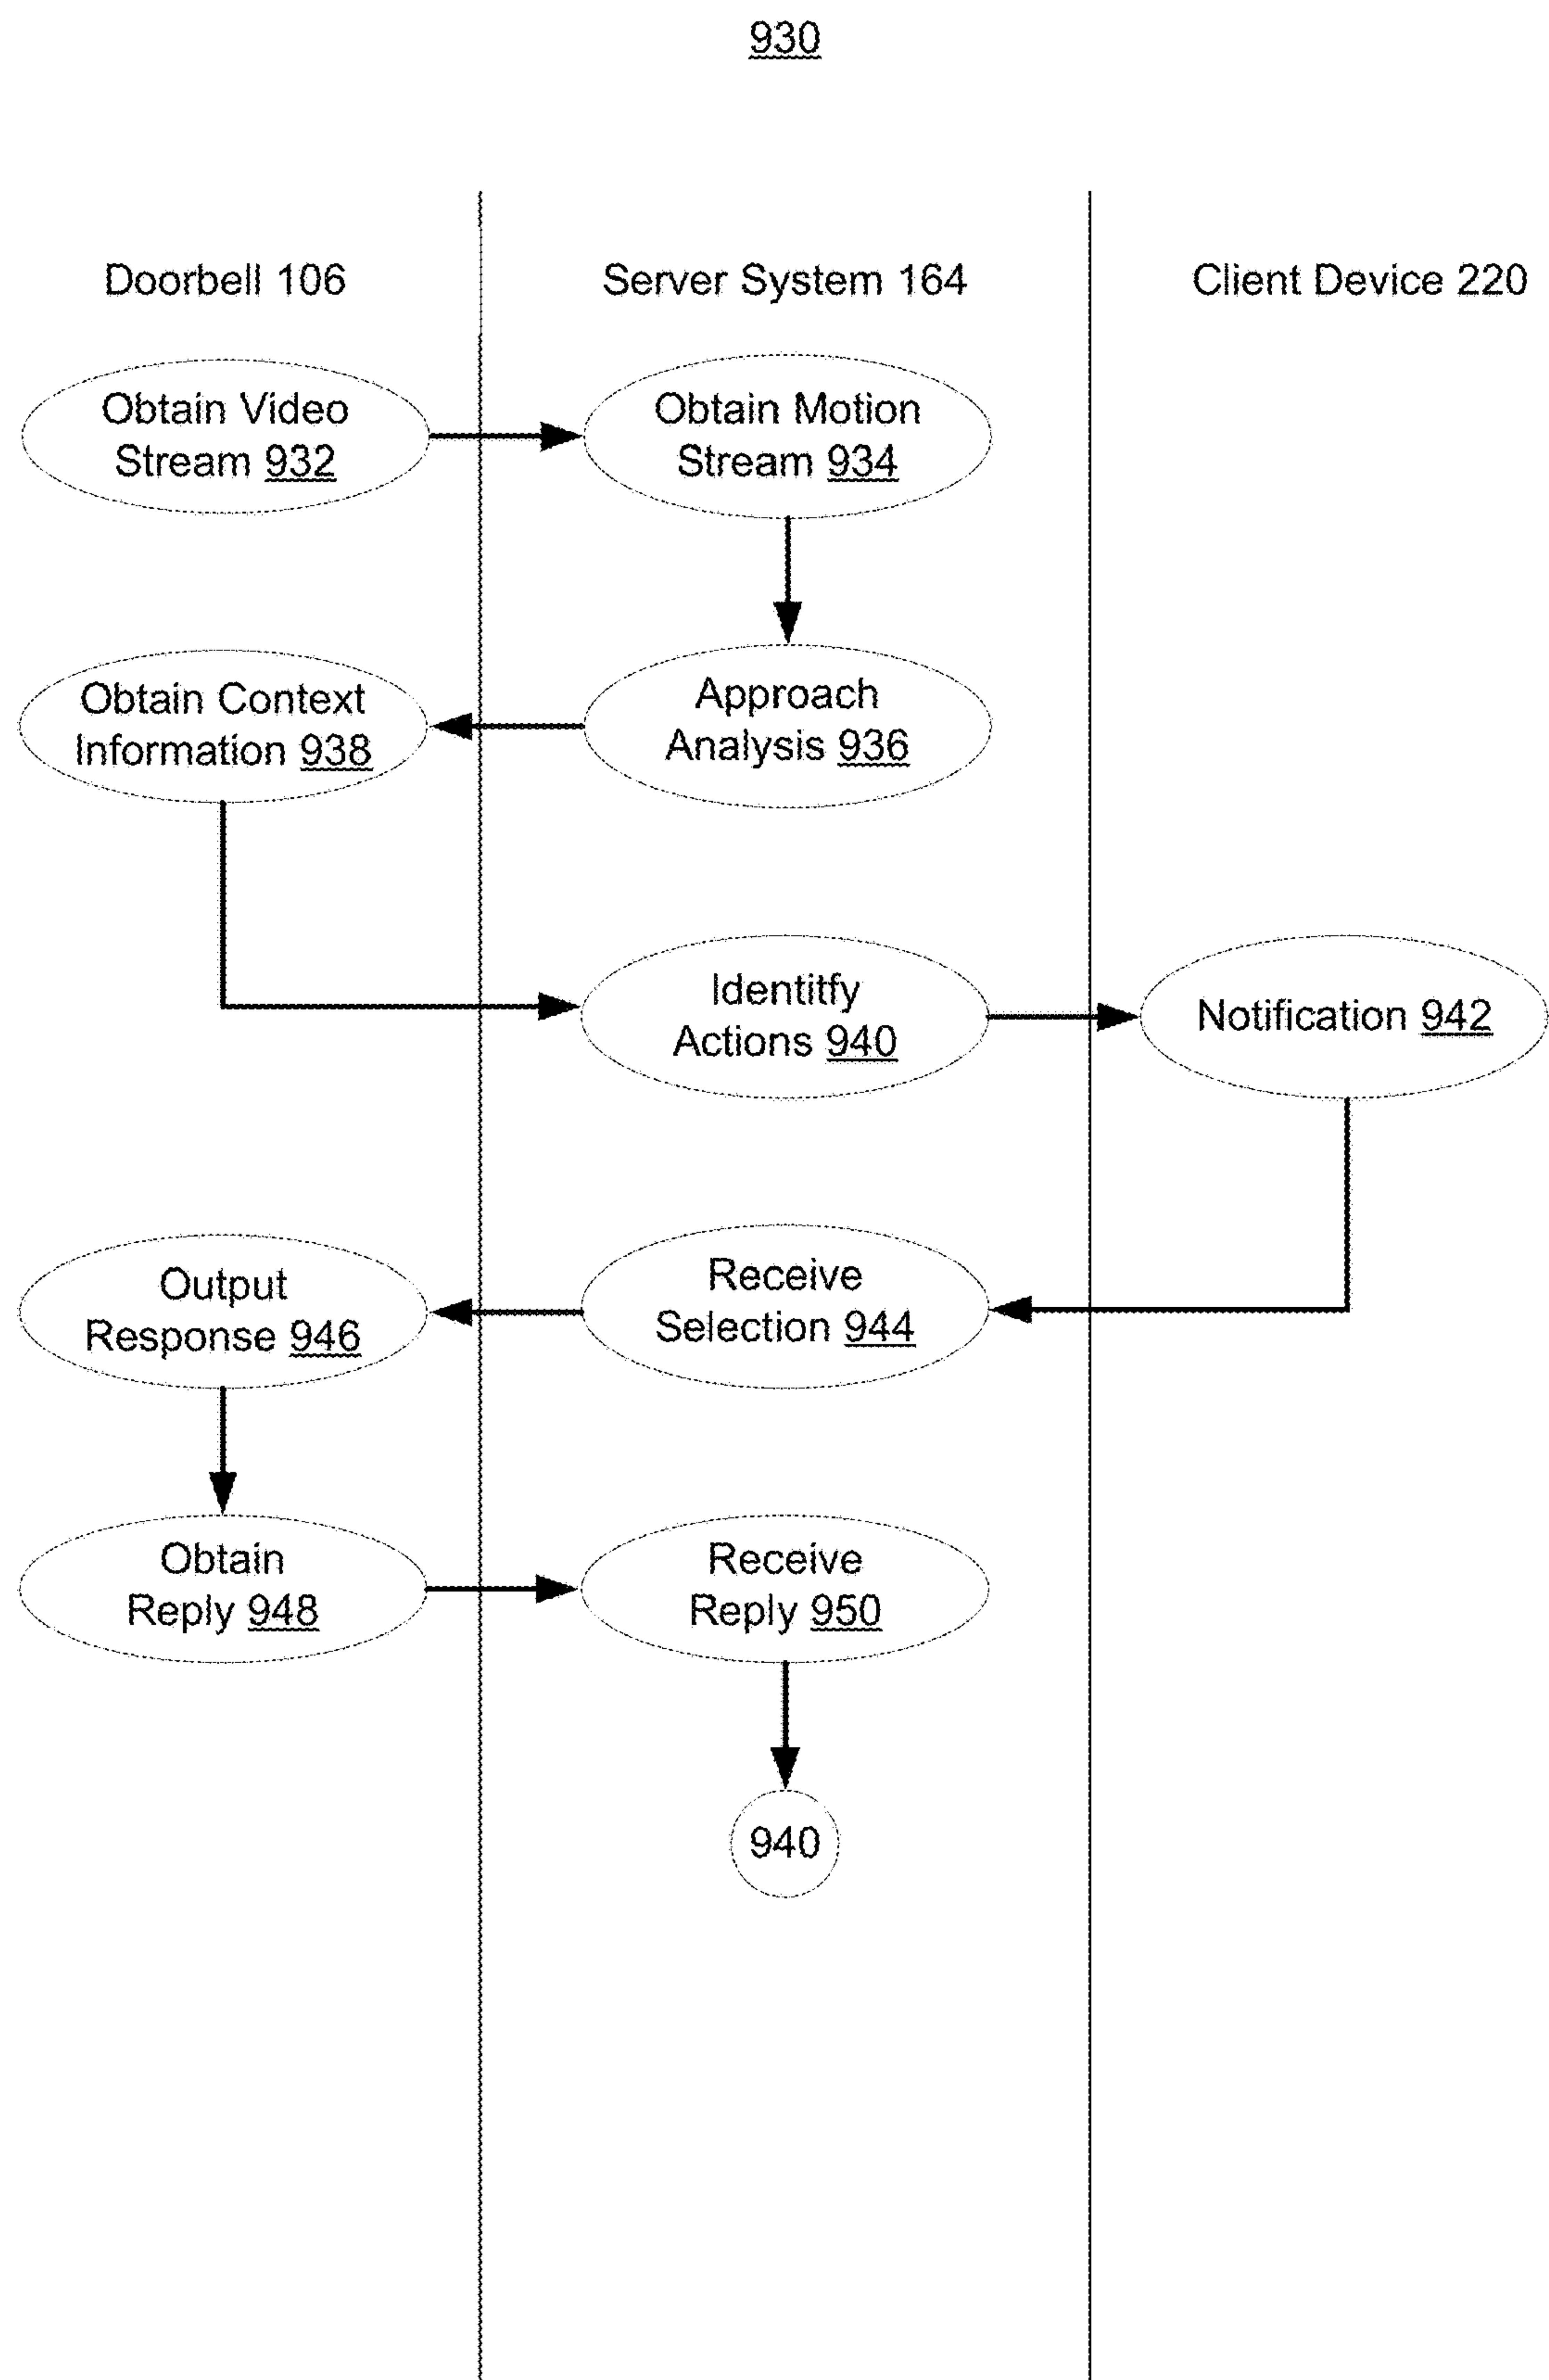 930
Doorbell 106
Server System 164
Client Device 220
Obtain Video
Stream 932
Obtain Motion
Stream 934
Obtain Context
Information 938
Approach
Analysis 936
Identitfy
Actions 940
Notification 942
Output
Response 946
Receive
Selection 944
Obtain
Reply 948
Receive
Reply 950
940